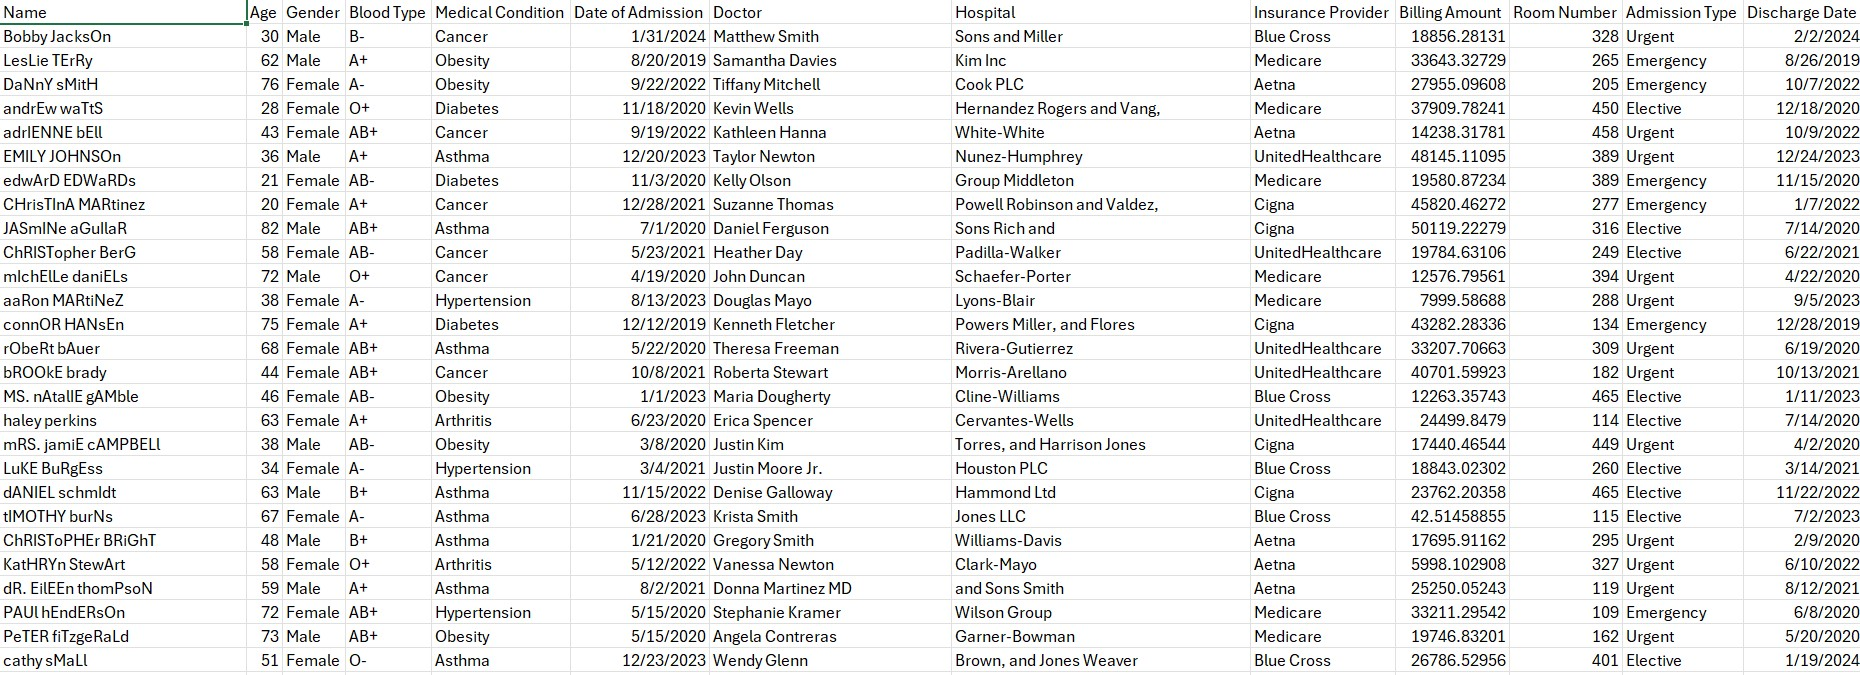 Name Age Gender Blood Type Medical Condition Date of Admission Doctor Hospital Insurance Provider Billing Amount Room Number Admission Type Discharge Date
Bobby JacksOn 30 Male B- Cancer 1/31/2024 Matthew Smith Sons and Miller Blue Cross 18856.28131 328 Urgent 2/2/2024
LesLie TErRy 62 Male A+ Obesity 8/20/2019 Samantha Davies Kim Inc Medicare 33643.32729 265 Emergency 8/26/2019
DaNnY sMitH 76 Female A- Obesity 9/22/2022 Tiffany Mitchell Cook PLC Aetna 27955.09608 205 Emergency 10/7/2022
andrEw waTtS 28 Female O+ Diabetes 11/18/2020 Kevin Wells Hernandez Rogers and Vang, Medicare 37909.78241 450 Elective 12/18/2020
adrIENNE bEll 43 Female AB+ Cancer 9/19/2022 Kathleen Hanna White-White Aetna 14238.31781 458 Urgent 10/9/2022
EMILY JOHNSOn 36 Male A+ Asthma 12/20/2023 Taylor Newton Nunez-Humphrey UnitedHealthcare 48145.11095 389 Urgent 12/24/2023
edwArD EDWaRDs 21 Female AB- Diabetes 11/3/2020 Kelly Olson Group Middleton Medicare 19580.87234 389 Emergency 11/15/2020
CHrisTInA MARtinez 20 Female A+ Cancer 12/28/2021 Suzanne Thomas Powell Robinson and Valdez, Cigna 45820.46272 277 Emergency 1/7/2022
JASmINe aGuIlaR 82 Male AB+ Asthma 7/1/2020 Daniel Ferguson Sons Rich and Cigna 50119.22279 316 Elective 7/14/2020
ChRISTopher BerG 58 Female AB- Cancer 5/23/2021 Heather Day Padilla-Walker UnitedHealthcare 19784.63106 249 Elective 6/22/2021
mIchElLe daniELs 72 Male O+ Cancer 4/19/2020 John Duncan Schaefer-Porter Medicare 12576.79561 394 Urgent 4/22/2020
aaRon MARtiNeZ 38 Female A- Hypertension 8/13/2023 Douglas Mayo Lyons-Blair Medicare 7999.58688 288 Urgent 9/5/2023
connOR HANsEn 75 Female A+ Diabetes 12/12/2019 Kenneth Fletcher Powers Miller, and Flores Cigna 43282.28336 134 Emergency 12/28/2019
rObeRt bAuer 68 Female AB+ Asthma 5/22/2020 Theresa Freeman Rivera-Gutierrez UnitedHealthcare 33207.70663 309 Urgent 6/19/2020
bROOkE brady 44 Female AB+ Cancer 10/8/2021 Roberta Stewart Morris-Arellano UnitedHealthcare 40701.59923 182 Urgent 10/13/2021
MS. nAtalIE gAMble 46 Female AB- Obesity 1/1/2023 Maria Dougherty Cline-Williams Blue Cross 12263.35743 465 Elective 1/11/2023
haley perkins 63 Female A+ Arthritis 6/23/2020 Erica Spencer Cervantes-Wells UnitedHealthcare 24499.8479 114 Elective 7/14/2020
mRS. jamiE cAMPBELl 38 Male AB- Obesity 3/8/2020 Justin Kim Torres, and Harrison Jones Cigna 17440.46544 449 Urgent 4/2/2020
LuKE BuRgEss 34 Female A- Hypertension 3/4/2021 Justin Moore Jr. Houston PLC Blue Cross 18843.02302 260 Elective 3/14/2021
dANIEL schmIdt 63 Male B+ Asthma 11/15/2022 Denise Galloway Hammond Ltd Cigna 23762.20358 465 Elective 11/22/2022
tIMOTHY burNs 67 Female A- Asthma 6/28/2023 Krista Smith Jones LLC Blue Cross 42.51458855 115 Elective 7/2/2023
ChRISToPHEr BRiGhT 48 Male B+ Asthma 1/21/2020 Gregory Smith Williams-Davis Aetna 17695.91162 295 Urgent 2/9/2020
KatHRYn StewArt 58 Female O+ Arthritis 5/12/2022 Vanessa Newton Clark-Mayo Aetna 5998.102908 327 Urgent 6/10/2022
dR. EilEEn thomPsoN 59 Male A+ Asthma 8/2/2021 Donna Martinez MD and Sons Smith Aetna 25250.05243 119 Urgent 8/12/2021
PAUl hEndERsOn 72 Female AB+ Hypertension 5/15/2020 Stephanie Kramer Wilson Group Medicare 33211.29542 109 Emergency 6/8/2020
PeTER fiTzgeRaLd 73 Male AB+ Obesity 5/15/2020 Angela Contreras Garner-Bowman Medicare 19746.83201 162 Urgent 5/20/2020
cathy sMaLl 51 Female O- Asthma 12/23/2023 Wendy Glenn Brown, and Jones Weaver Blue Cross 26786.52956 401 Elective 1/19/2024